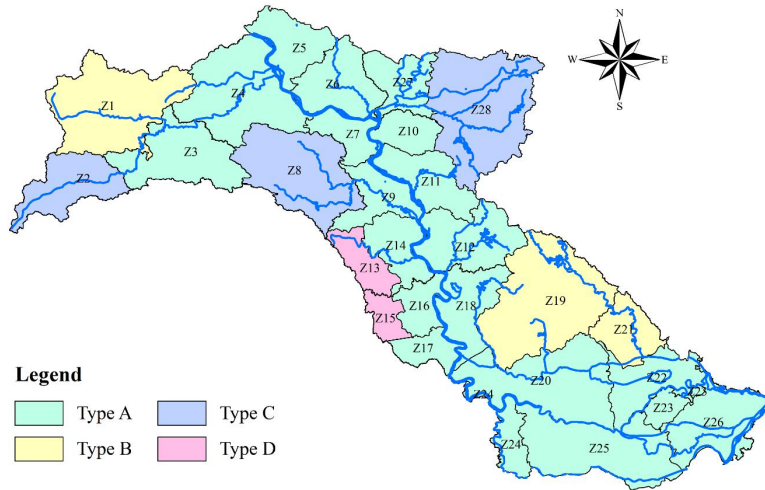 N
W E
S
Z5
Z1
Z4
Z6
Z27
Z28
Z10
Z7
Z3
Z2
Z8
Z11
Z9
Z14
Z12
Z13
Z16
Z18
Z19
Z15
Z21
Z17
Z20
Z22
Z23
Z24
Z23
Z26
Z24
Z25
Legend
Type A Type C
Type B Type D